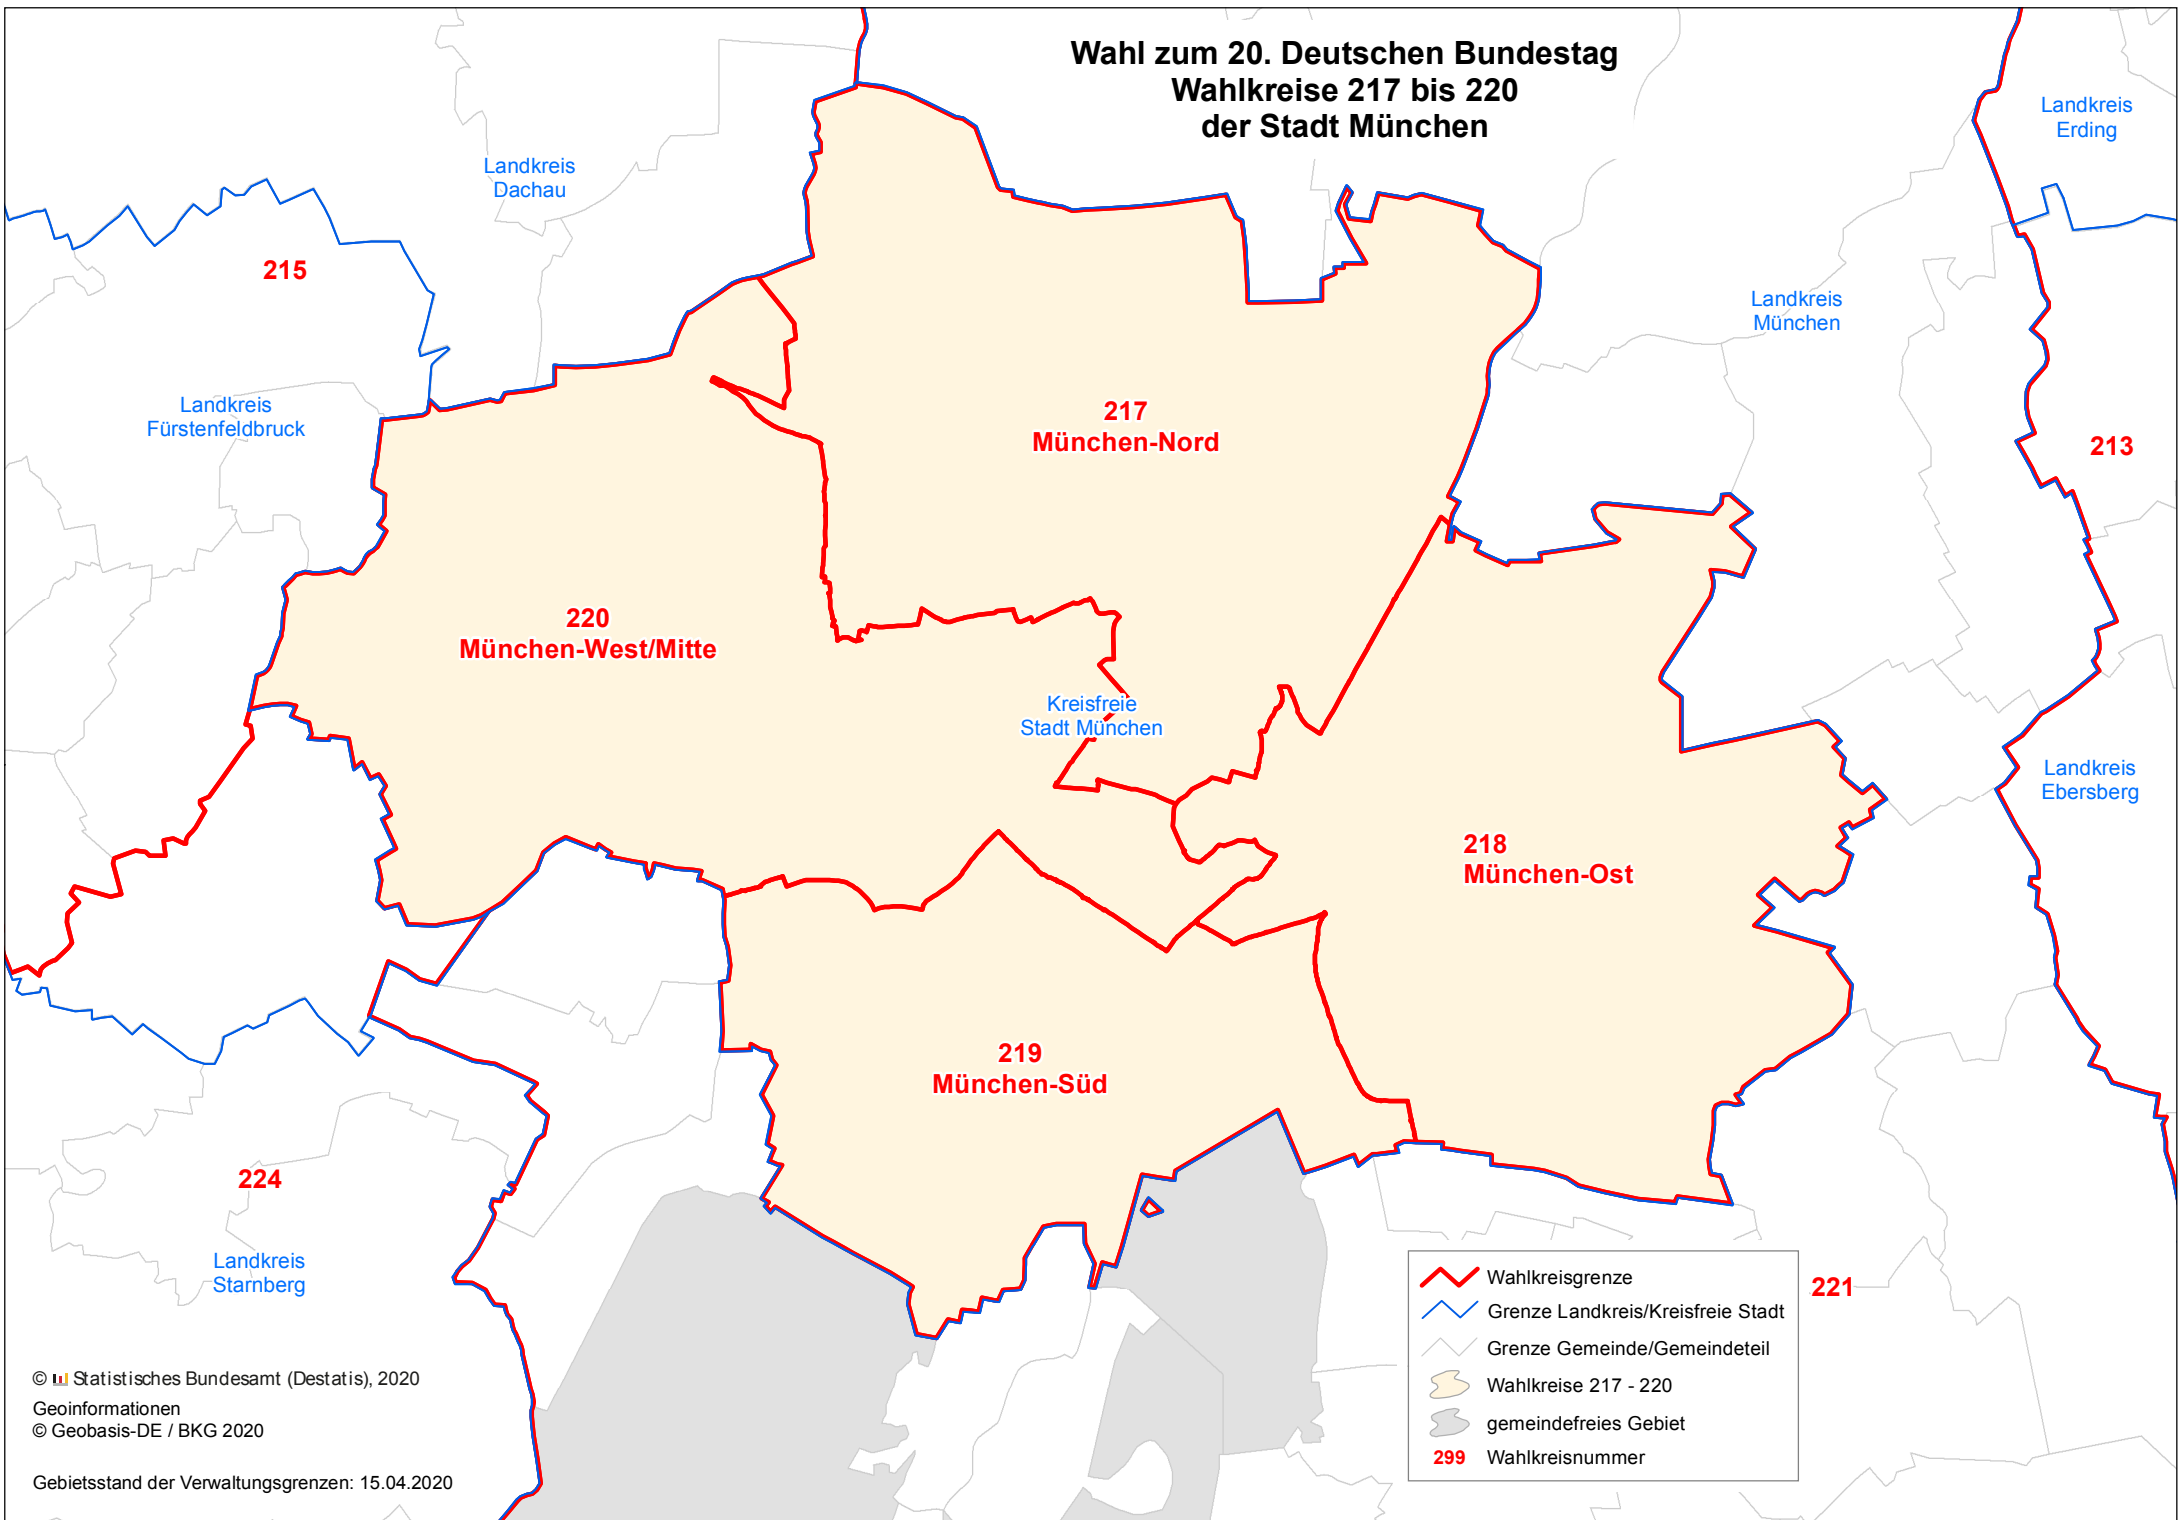 Wahl zum 20. Deutschen Bundestag
Wahlkreise 217 bis 220
der Stadt München
Landkreis
Erding
Landkreis
Dachau
215
Landkreis
München
Landkreis
Fürstenfeldbruck
217
München-Nord
213
220
München-West/Mitte
Kreisfreie
Stadt München
Landkreis
Ebersberg
218
München-Ost
219
München-Süd
224
Landkreis
Starnberg
221
Wahlkreisgrenze
Grenze Landkreis/Kreisfreie Stadt
Grenze Gemeinde/Gemeindeteil
Wahlkreise 217 - 220
gemeindefreies Gebiet
299 Wahlkreisnummer
© Statistisches Bundesamt (Destatis), 2020
Geoinformationen
© Geobasis-DE / BKG 2020
Gebietsstand der Verwaltungsgrenzen: 15.04.2020